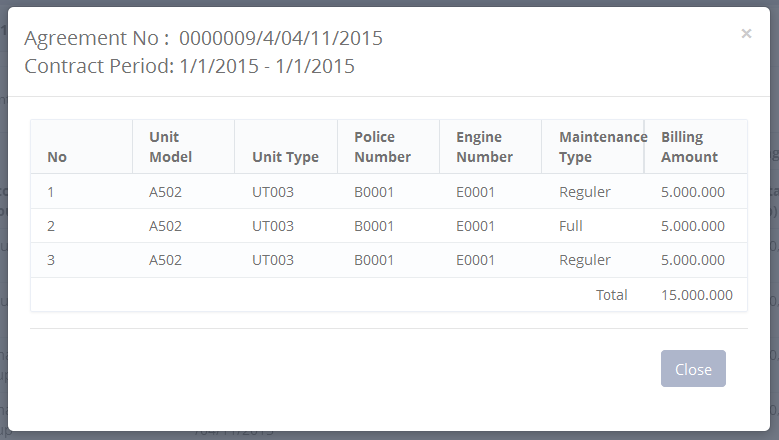 Agreement No :  0000009/4/04/11/2015
×
Contract Period: 1/1/2015 - 1/1/2015
No Unit Model Unit Type Police Number Engine Number Maintenance Type Billing Amount
1 A502 UT003 B0001 E0001 Reguler 5.000.000
2 A502 UT003 B0001 E0001 Full 5.000.000
3 A502 UT003 B0001 E0001 Reguler 5.000.000
Total 15.000.000
Close